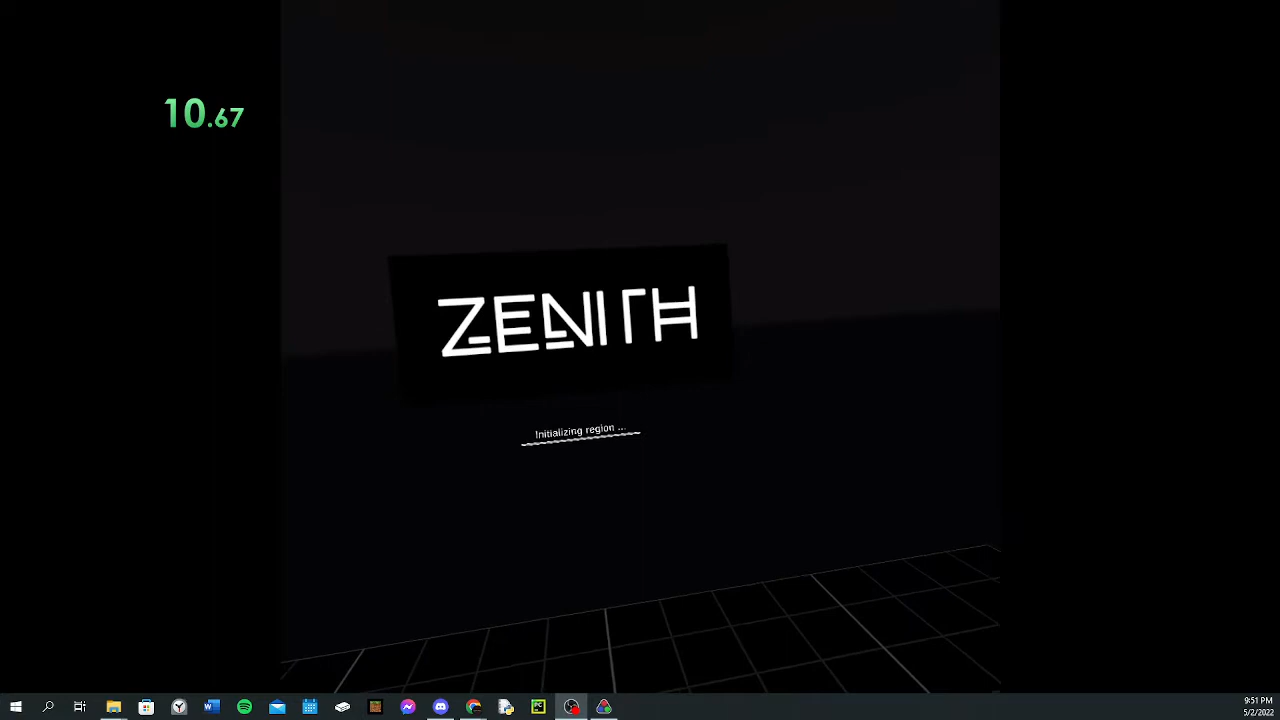 10.67
ZENITH
Initializing region ...
9:51 PM
5/2/2022